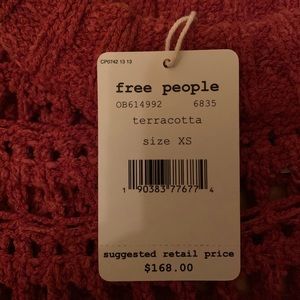 CP0742 13 13
free people
OB614992 6835
terracotta
size XS
1 90383 77677 4
suggested retail price
$168.00